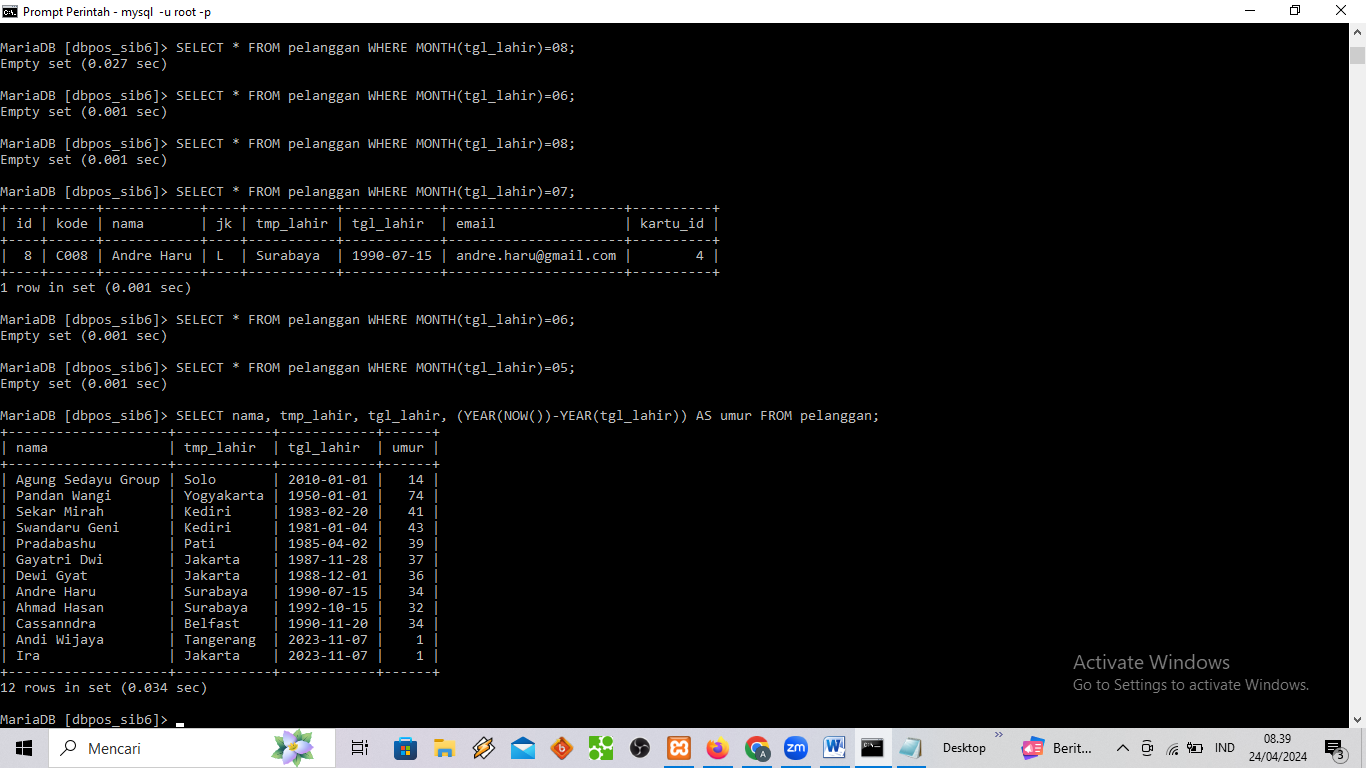 Prompt Perintah - mysql  -u root -p
MariaDB [dbpos_sib6]> SELECT * FROM pelanggan WHERE MONTH(tgl_lahir)=08;
Empty set (0.027 sec)
MariaDB [dbpos_sib6]> SELECT * FROM pelanggan WHERE MONTH(tgl_lahir)=06;
Empty set (0.001 sec)
MariaDB [dbpos_sib6]> SELECT * FROM pelanggan WHERE MONTH(tgl_lahir)=08;
Empty set (0.001 sec)
MariaDB [dbpos_sib6]> SELECT * FROM pelanggan WHERE MONTH(tgl_lahir)=07;
+----+------+------------+----+-----------+------------+----------------------+----------+
| id | kode | nama       | jk | tmp_lahir | tgl_lahir  | email                | kartu_id |
+----+------+------------+----+-----------+------------+----------------------+----------+
|  8 | C008 | Andre Haru | L  | Surabaya  | 1990-07-15 | andre.haru@gmail.com |        4 |
+----+------+------------+----+-----------+------------+----------------------+----------+
1 row in set (0.001 sec)
MariaDB [dbpos_sib6]> SELECT * FROM pelanggan WHERE MONTH(tgl_lahir)=06;
Empty set (0.001 sec)
MariaDB [dbpos_sib6]> SELECT * FROM pelanggan WHERE MONTH(tgl_lahir)=05;
Empty set (0.001 sec)
MariaDB [dbpos_sib6]> SELECT nama, tmp_lahir, tgl_lahir, (YEAR(NOW())-YEAR(tgl_lahir)) AS umur FROM pelanggan;
+--------------------+------------+------------+------+
| nama               | tmp_lahir  | tgl_lahir  | umur |
+--------------------+------------+------------+------+
| Agung Sedayu Group | Solo       | 2010-01-01 |   14 |
| Pandan Wangi       | Yogyakarta | 1950-01-01 |   74 |
| Sekar Mirah        | Kediri     | 1983-02-20 |   41 |
| Swandaru Geni      | Kediri     | 1981-01-04 |   43 |
| Pradabashu         | Pati       | 1985-04-02 |   39 |
| Gayatri Dwi        | Jakarta    | 1987-11-28 |   37 |
| Dewi Gyat          | Jakarta    | 1988-12-01 |   36 |
| Andre Haru         | Surabaya   | 1990-07-15 |   34 |
| Ahmad Hasan        | Surabaya   | 1992-10-15 |   32 |
| Cassanndra         | Belfast    | 1990-11-20 |   34 |
| Andi Wijaya        | Tangerang  | 2023-11-07 |    1 |
| Ira                | Jakarta    | 2023-11-07 |    1 |
+--------------------+------------+------------+------+
12 rows in set (0.034 sec)
MariaDB [dbpos_sib6]>
Activate Windows
Go to Settings to activate Windows.
Mencari
Desktop
Berit...
IND
08.39
24/04/2024
3